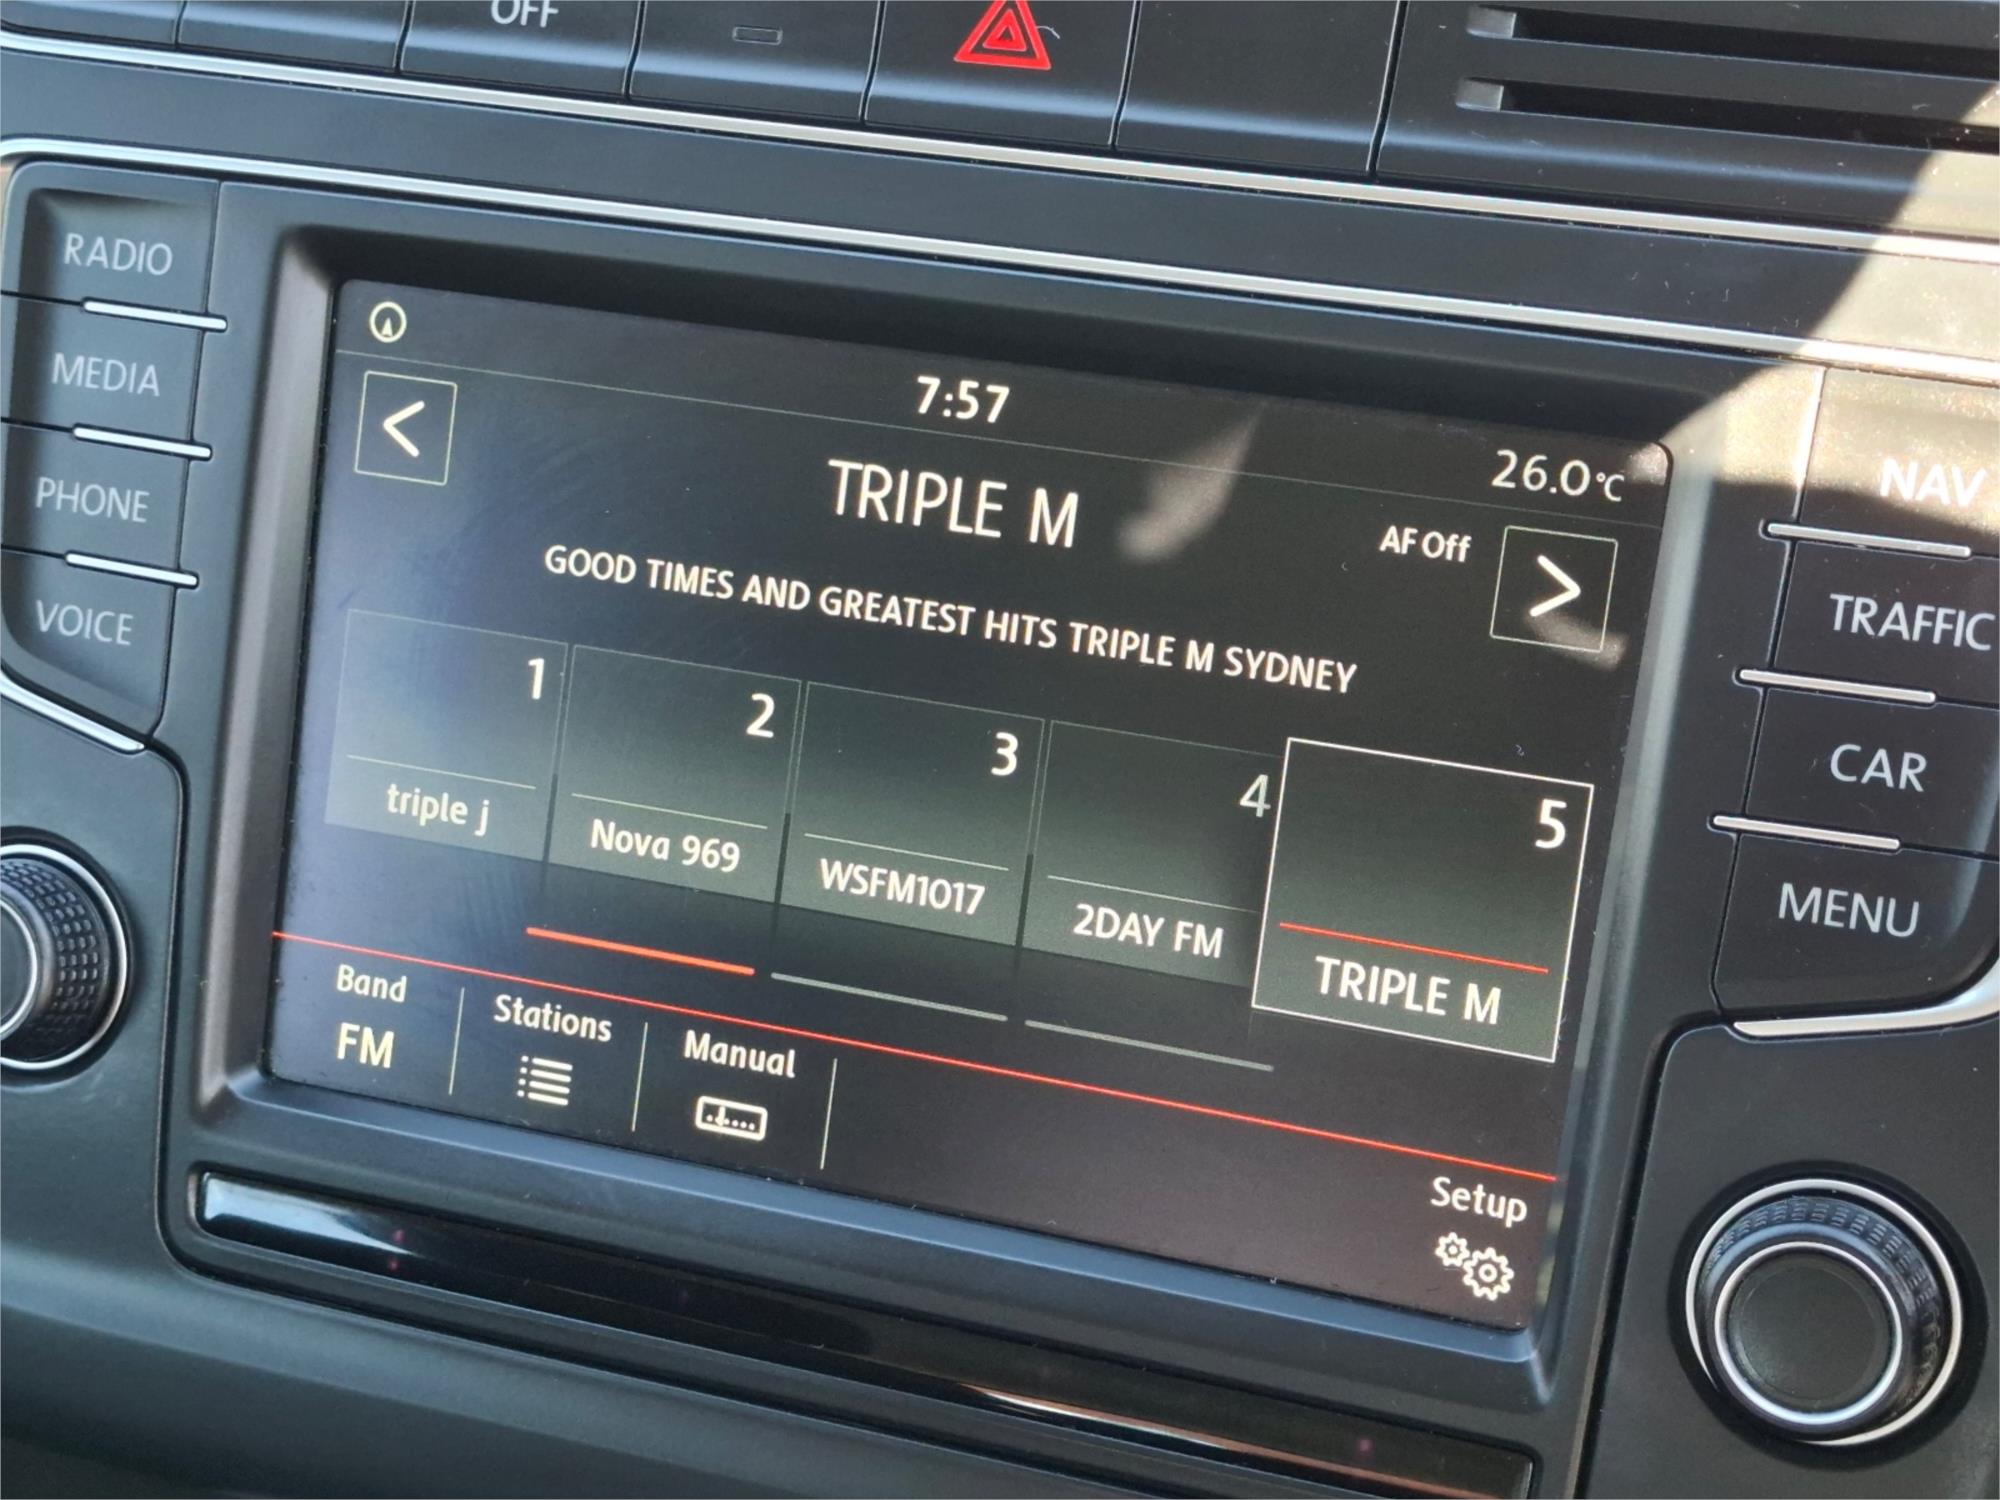 OFF
RADIO
MEDIA
PHONE
VOICE
7:57
26.0°C
<
TRIPLE M
AF Off
>
GOOD TIMES AND GREATEST HITS TRIPLE M SYDNEY
1
2
3
4
5
triple j
Nova 969
WSFM1017
2DAY FM
TRIPLE M
Band
FM
Stations
Manual
Setup
NAV
TRAFFIC
CAR
MENU